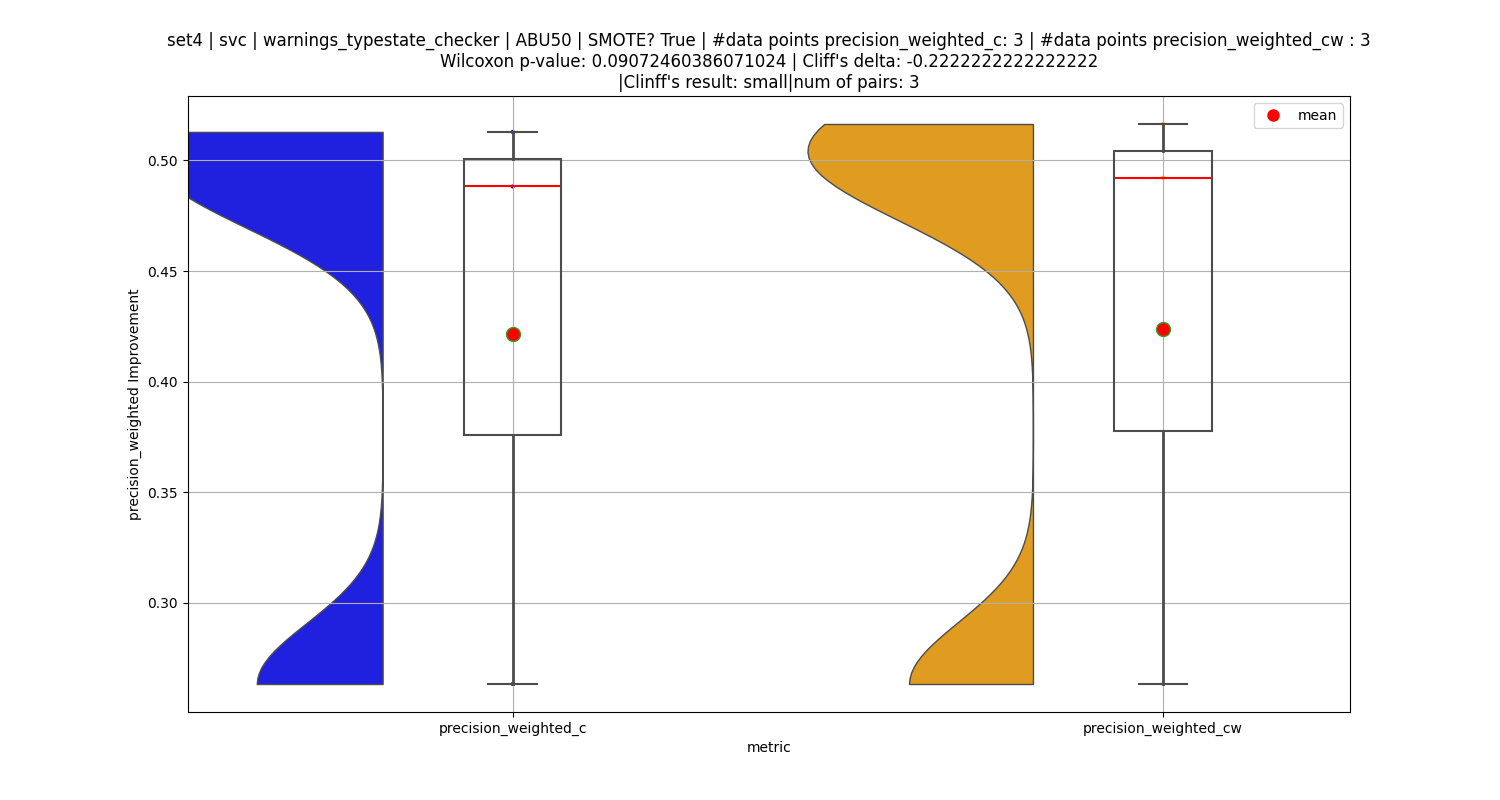 set4 | svc | warnings_typestate_checker | ABU50 | SMOTE? True | #data points precision_weighted_c: 3 | #data points precision_weighted_cw : 3
Wilcoxon p-value: 0.09072460386071024 | Cliff's delta: -0.2222222222222222
|Clinff's result: small|num of pairs: 3
mean
0.50
0.45
0.40
0.35
0.30
precision_weighted Improvement
precision_weighted_c
precision_weighted_cw
metric